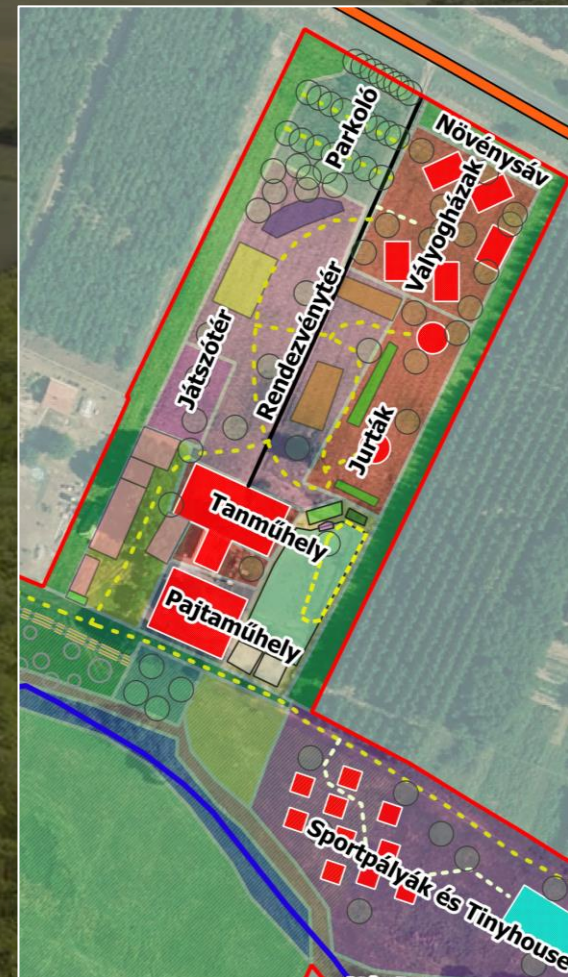 Parkoló
Növénysáv
Vályogházak
Rendezvénytér
Játszótér
Jurták
Tanműhely
Pajtaműhely
Sportpályák és Tinyhouse